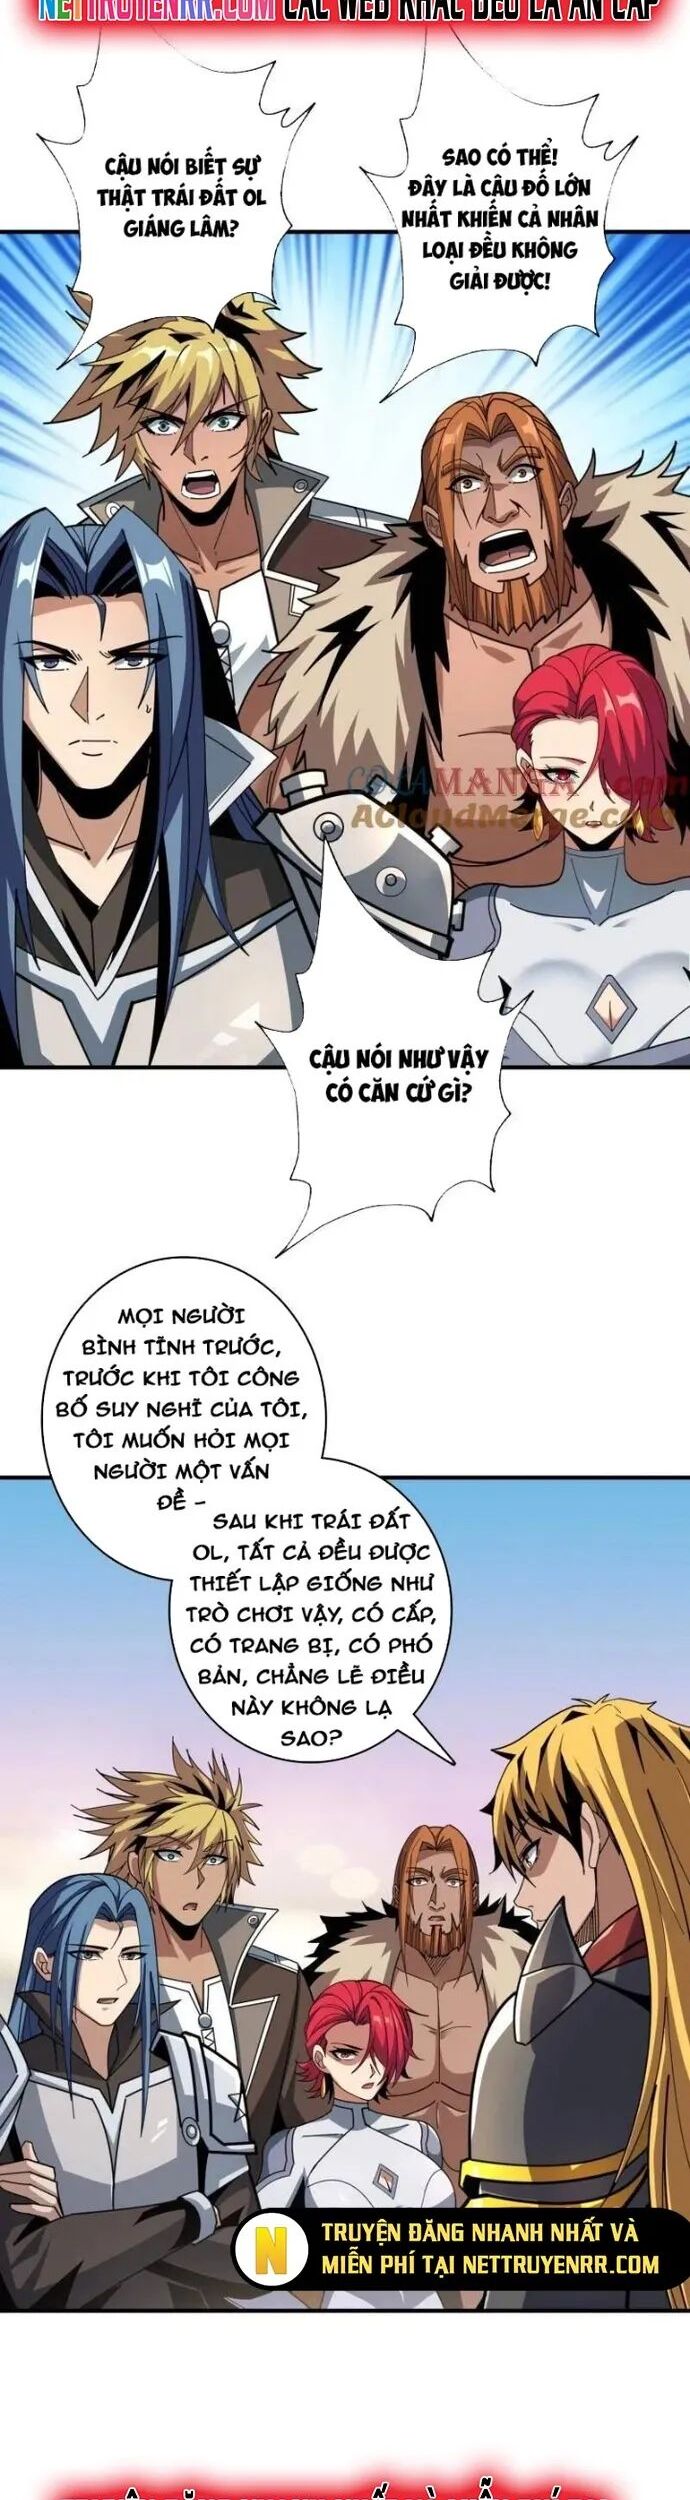 NETTRUYENRR.COM CÁC WEB KHÁC ĐỀU LÀ ĂN CẮP
CẬU NÓI BIẾT SỰ
THẬT TRÁI ĐẤT OL
GIÁNG LÂM?
SAO CÓ THỂ!
ĐÂY LÀ CÂU ĐỐ LỚN
NHẤT KHIẾN CẢ NHÂN
LOẠI ĐỀU KHÔNG
GIẢI ĐƯỢC!
COLAMANGA.com
ACloudMerge.com
CẬU NÓI NHƯ VẬY
CÓ CĂN CỨ GÌ?
MỌI NGƯỜI
BÌNH TĨNH TRƯỚC,
TRƯỚC KHI TÔI CÔNG
BỐ SUY NGHĨ CỦA TÔI,
TÔI MUỐN HỎI MỌI
NGƯỜI MỘT VẤN
ĐỀ -
SAU KHI TRÁI ĐẤT
OL, TẤT CẢ ĐỀU ĐƯỢC
THIẾT LẬP GIỐNG NHƯ
TRÒ CHƠI VẬY, CÓ CẤP,
CÓ TRANG BỊ, CÓ PHÓ
BẢN, CHẲNG LẼ ĐIỀU
NÀY KHÔNG LẠ
SAO?
N
TRUYỆN ĐĂNG NHANH NHẤT VÀ
MIỄN PHÍ TẠI NETTRUYENRR.COM